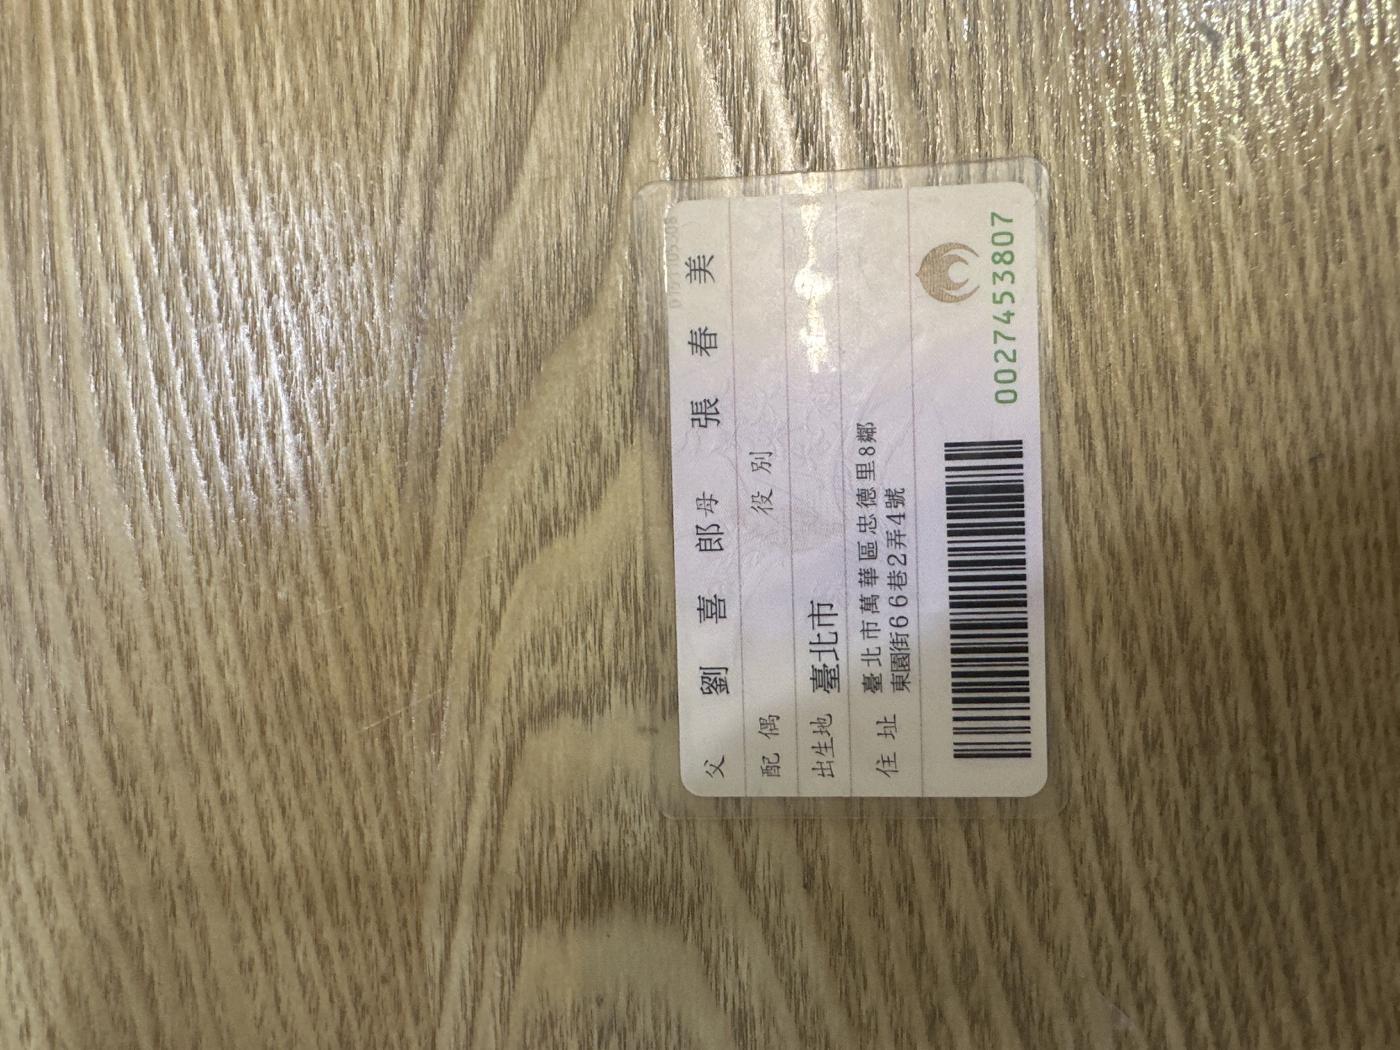 父 劉喜郎 母 張春美
配偶 役別
出生地 臺北市
住址 臺北市萬華區忠德里8鄰
東園街66巷2弄4號
0027453807